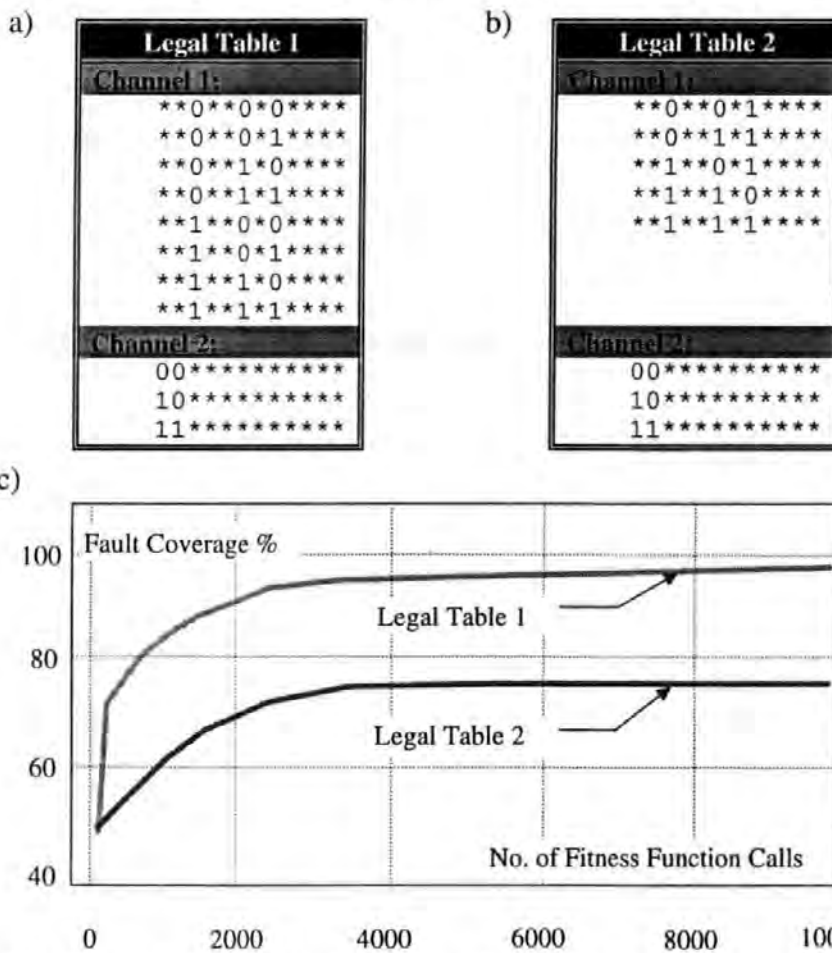 a)
Legal Table 1
Channel 1:
**0**0*0****
**0**0*1****
**0**1*0****
**0**1*1****
**1**0*0****
**1**0*1****
**1**1*0****
**1**1*1****
Channel 2:
00**********
10**********
11**********
b)
Legal Table 2
Channel 1:
**0**0*1****
**0**1*1****
**1**0*1****
**1**1*0****
**1**1*1****
Channel 2:
00**********
10**********
11**********
c)
Fault Coverage %
100
80
60
40
Legal Table 1
Legal Table 2
No. of Fitness Function Calls
0 2000 4000 6000 8000 100